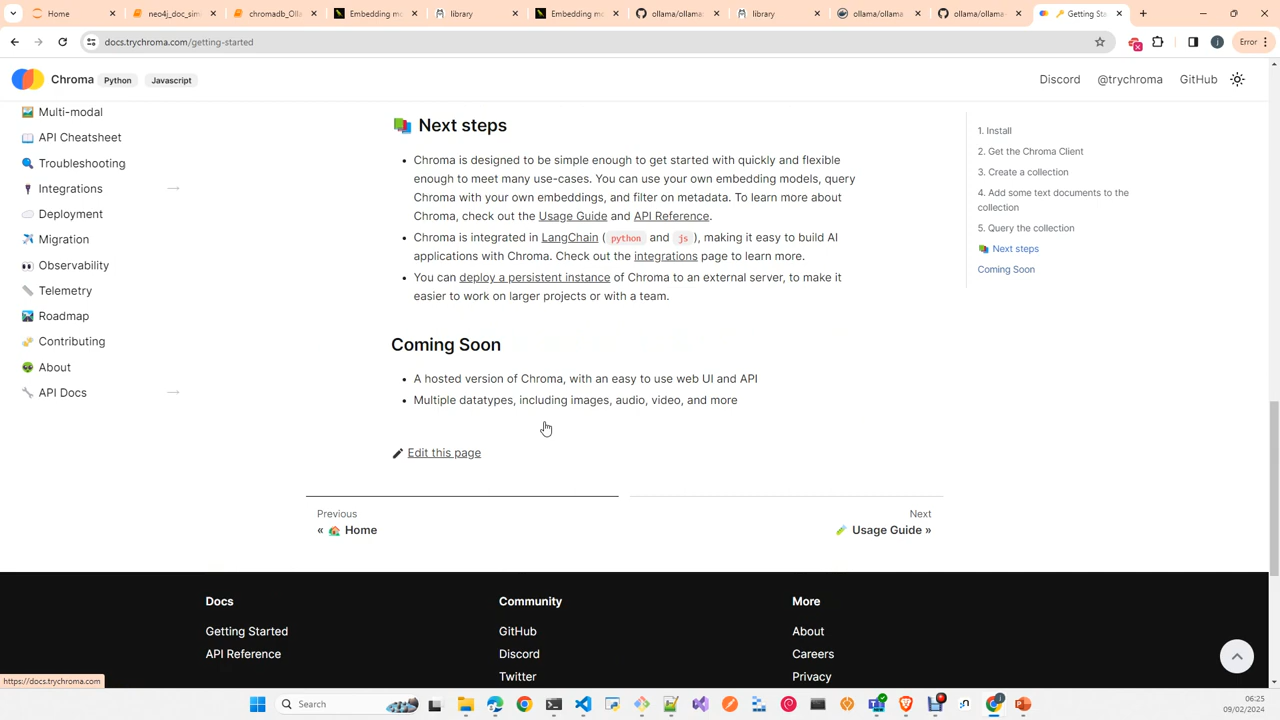 Home
neo4j_doc_sim
chromadb_Olla
Embedding mo
library
Embedding mo
ollama/ollama
library
ollama/ollama
ollama/ollama
Getting Sta
docs.trychroma.com/getting-started
Error
Chroma Python Javascript
Discord @trychroma GitHub
Multi-modal
API Cheatsheet
Troubleshooting
Integrations
Deployment
Migration
Observability
Telemetry
Roadmap
Contributing
About
API Docs
Next steps
• Chroma is designed to be simple enough to get started with quickly and flexible
enough to meet many use-cases. You can use your own embedding models, query
Chroma with your own embeddings, and filter on metadata. To learn more about
Chroma, check out the Usage Guide and API Reference.
• Chroma is integrated in LangChain ( python and js ), making it easy to build AI
applications with Chroma. Check out the integrations page to learn more.
• You can deploy a persistent instance of Chroma to an external server, to make it
easier to work on larger projects or with a team.
Coming Soon
• A hosted version of Chroma, with an easy to use web UI and API
• Multiple datatypes, including images, audio, video, and more
Edit this page
Previous
« Home
Next
Usage Guide »
1. Install
2. Get the Chroma Client
3. Create a collection
4. Add some text documents to the
collection
5. Query the collection
Next steps
Coming Soon
Docs
Getting Started
API Reference
Community
GitHub
Discord
Twitter
More
About
Careers
Privacy
https://docs.trychroma.com
Search
06:25
09/02/2024